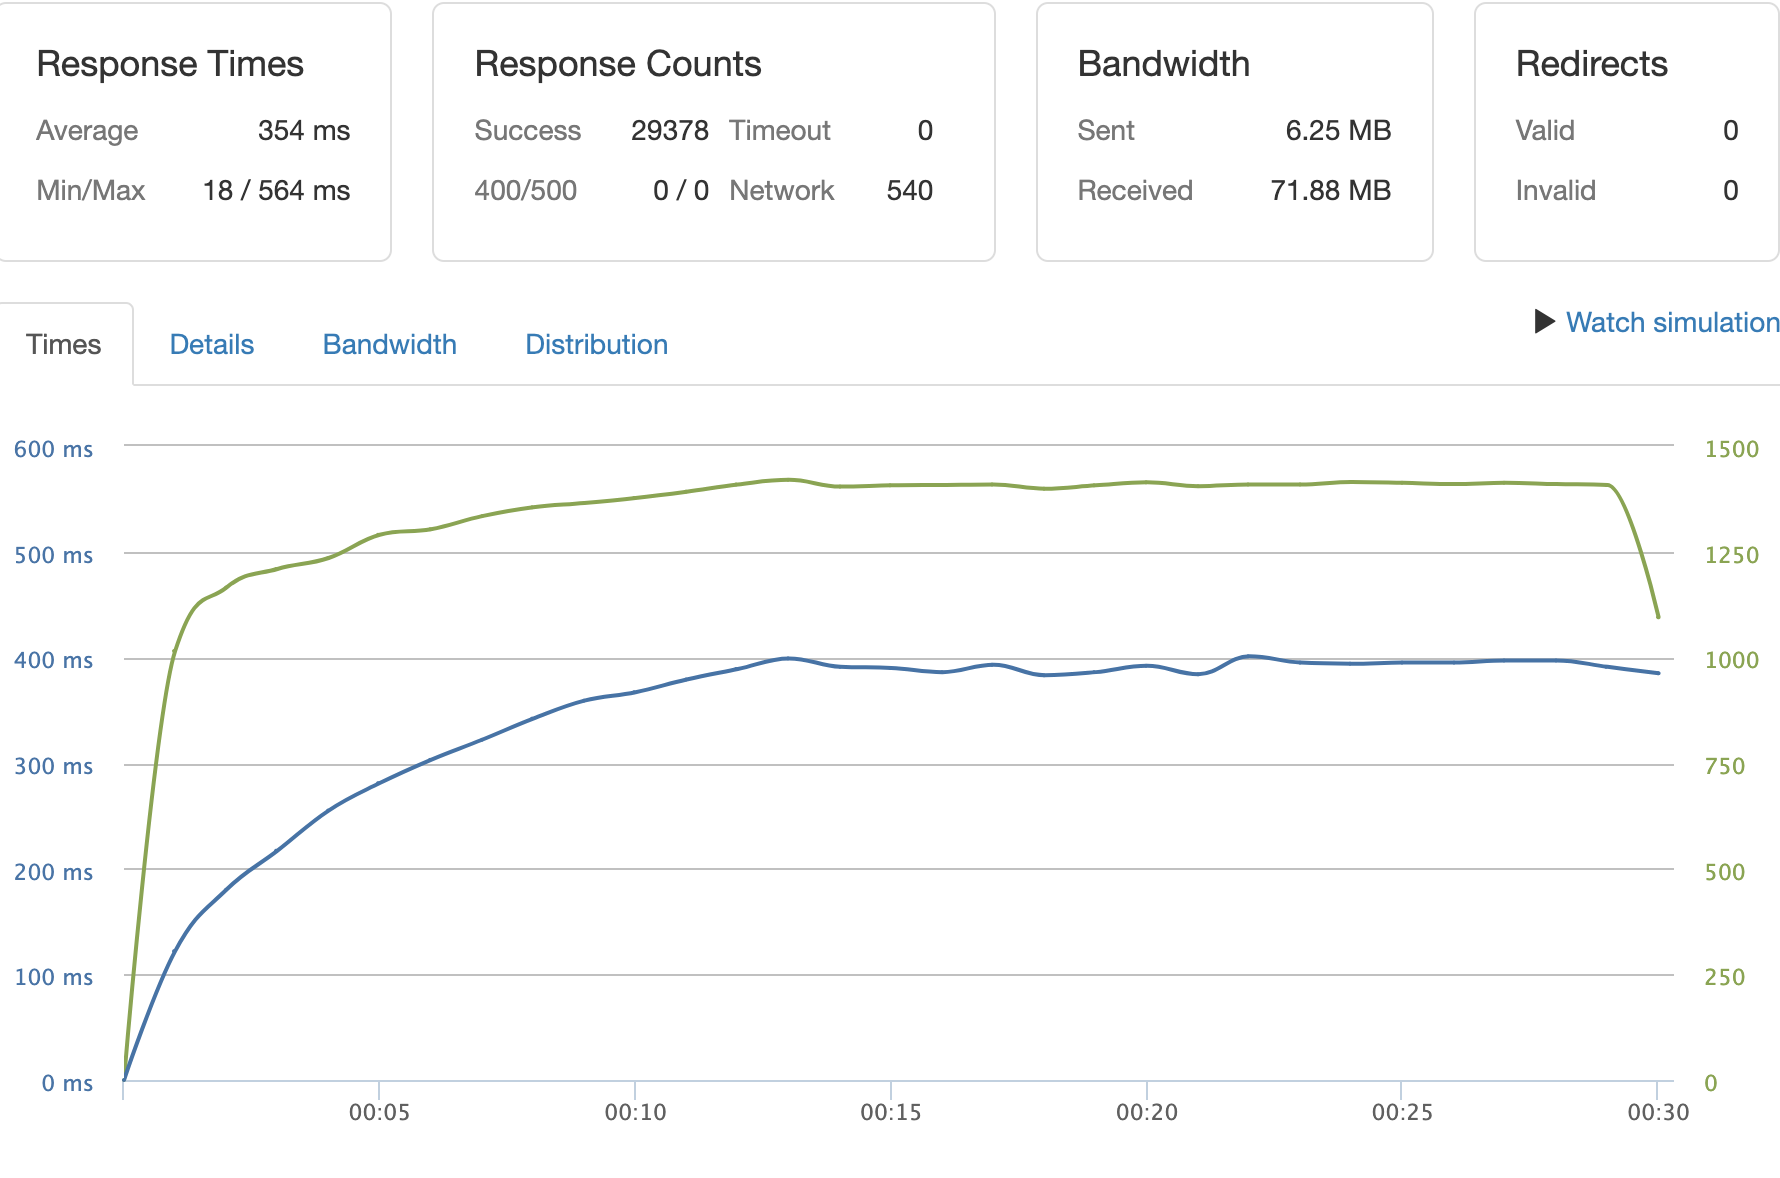 Response Times
Average 354 ms
Min/Max 18 / 564 ms
Response Counts
Success 29378 Timeout 0
400/500 0 / 0 Network 540
Bandwidth
Sent 6.25 MB
Received 71.88 MB
Redirects
Valid 0
Invalid 0
Times Details Bandwidth Distribution
Watch simulation
600 ms
500 ms
400 ms
300 ms
200 ms
100 ms
0 ms
1500
1250
1000
750
500
250
0
00:05 00:10 00:15 00:20 00:25 00:30